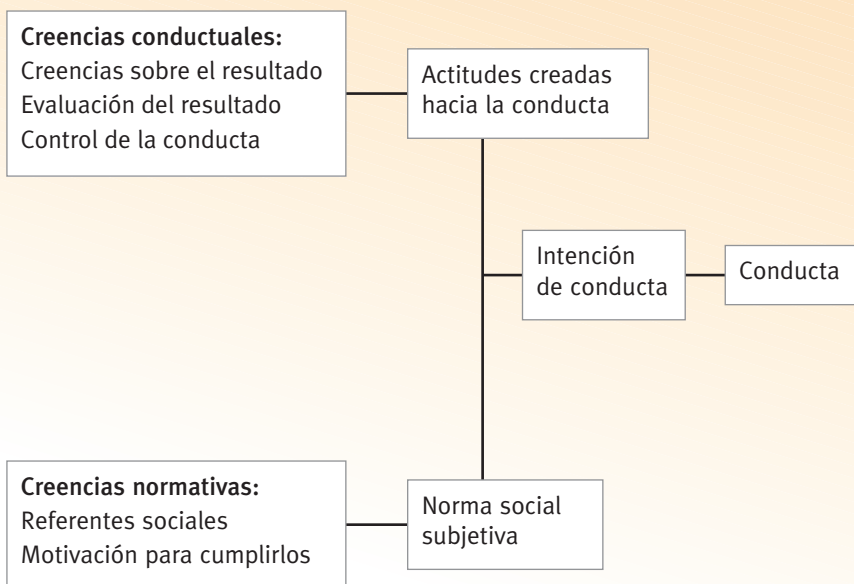 Creencias conductuales:
Creencias sobre el resultado
Evaluación del resultado
Control de la conducta
Actitudes creadas
hacia la conducta
Intención
de conducta
Conducta
Creencias normativas:
Referentes sociales
Motivación para cumplirlos
Norma social
subjetiva